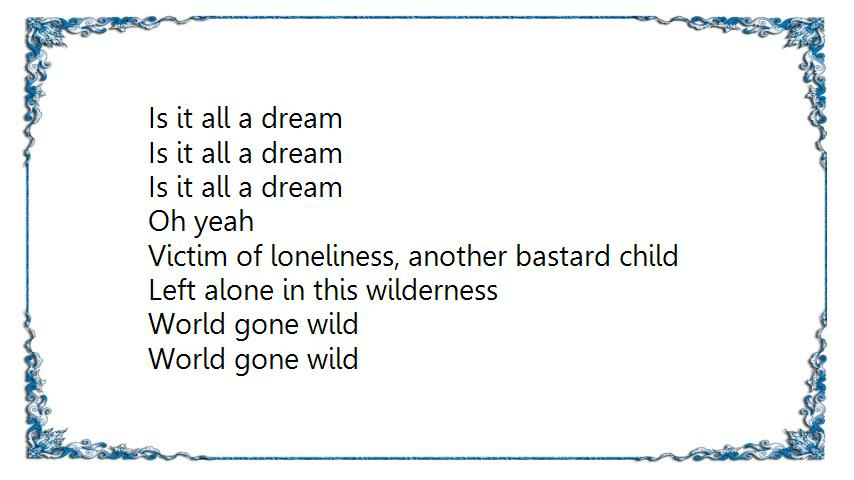 Is it all a dream
Is it all a dream
Is it all a dream
Oh yeah
Victim of loneliness, another bastard child
Left alone in this wilderness
World gone wild
World gone wild